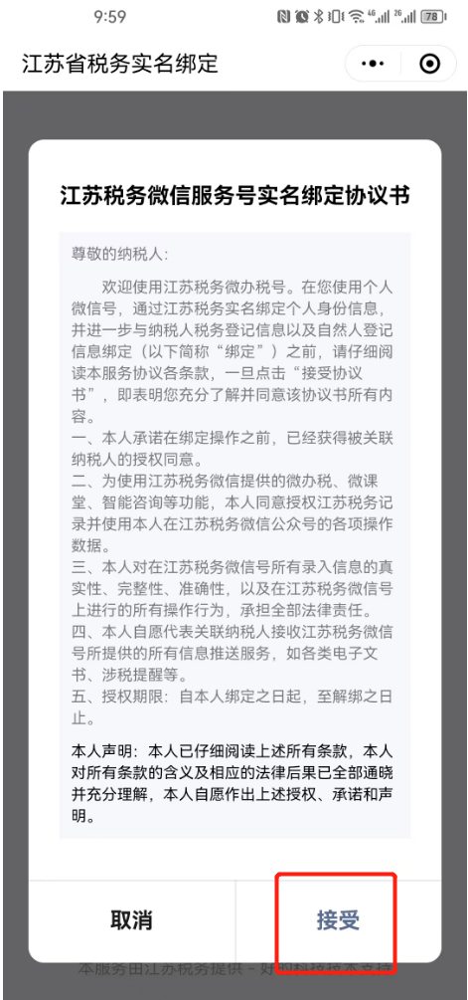 9:59
46 26 78
江苏省税务实名绑定
江苏税务微信服务号实名绑定协议书
尊敬的纳税人：
欢迎使用江苏税务微办税号。在您使用个人
微信号，通过江苏税务实名绑定个人身份信息，
并进一步与纳税人税务登记信息以及自然人登记
信息绑定（以下简称“绑定”）之前，请仔细阅
读本服务协议各条款，一旦点击“接受协议
书”，即表明您充分了解并同意该协议书所有内
容。
一、本人承诺在绑定操作之前，已经获得被关联
纳税人的授权同意。
二、为使用江苏税务微信提供的微办税、微课
堂、智能咨询等功能，本人同意授权江苏税务记
录并使用本人在江苏税务微信公众号的各项操作
数据。
三、本人对在江苏税务微信号所有录入信息的真
实性、完整性、准确性，以及在江苏税务微信号
上进行的所有操作行为，承担全部法律责任。
四、本人自愿代表关联纳税人接收江苏税务微信
号所提供的所有信息推送服务，如各类电子文
书、涉税提醒等。
五、授权期限：自本人绑定之日起，至解绑之日
止。
本人声明：本人已仔细阅读上述所有条款，本人
对所有条款的含义及相应的法律后果已全部通晓
并充分理解，本人自愿作出上述授权、承诺和声
明。
取消 接受
本服务由江苏税务提供 - 好的科技技术支持